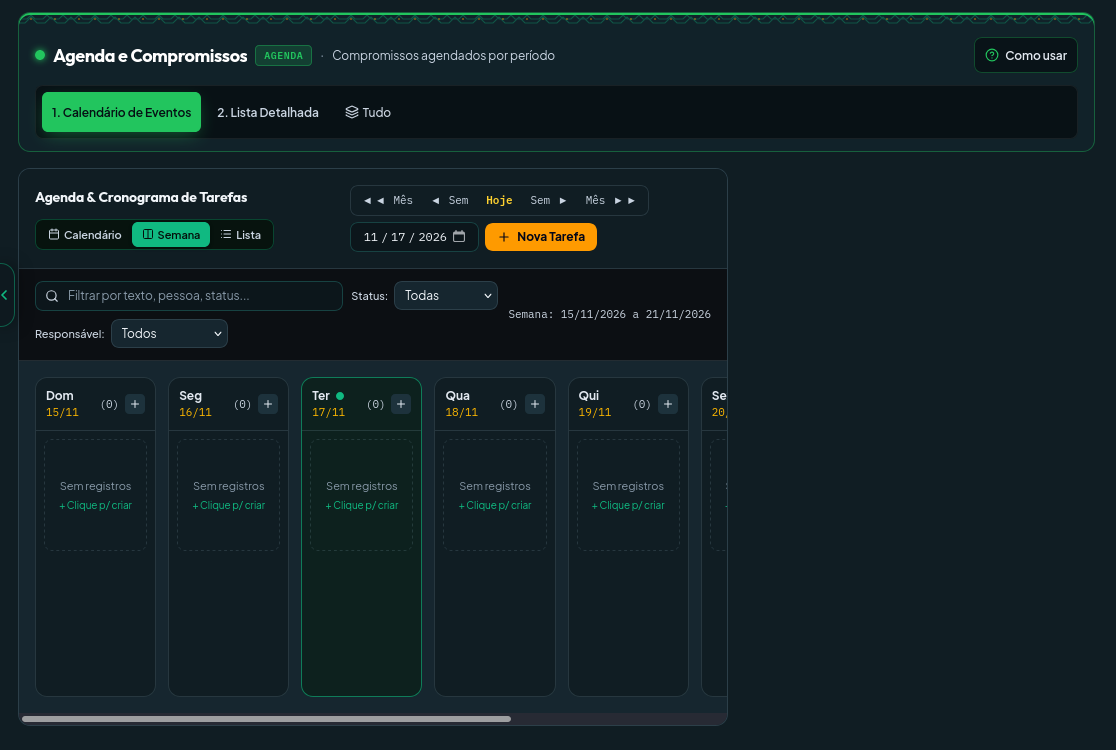 Agenda e Compromissos AGENDA · Compromissos agendados por período
Como usar
1. Calendário de Eventos 2. Lista Detalhada Tudo
Agenda & Cronograma de Tarefas
◄◄ Mês ◄ Sem Hoje Sem ► Mês ►►
Calendário Semana Lista
11 / 17 / 2026 + Nova Tarefa
Filtrar por texto, pessoa, status... Status: Todas
Semana: 15/11/2026 a 21/11/2026
Responsável: Todos
Dom 15/11 (0) +
Sem registros
+ Clique p/ criar
Seg 16/11 (0) +
Sem registros
+ Clique p/ criar
Ter 17/11 (0) +
Sem registros
+ Clique p/ criar
Qua 18/11 (0) +
Sem registros
+ Clique p/ criar
Qui 19/11 (0) +
Sem registros
+ Clique p/ criar